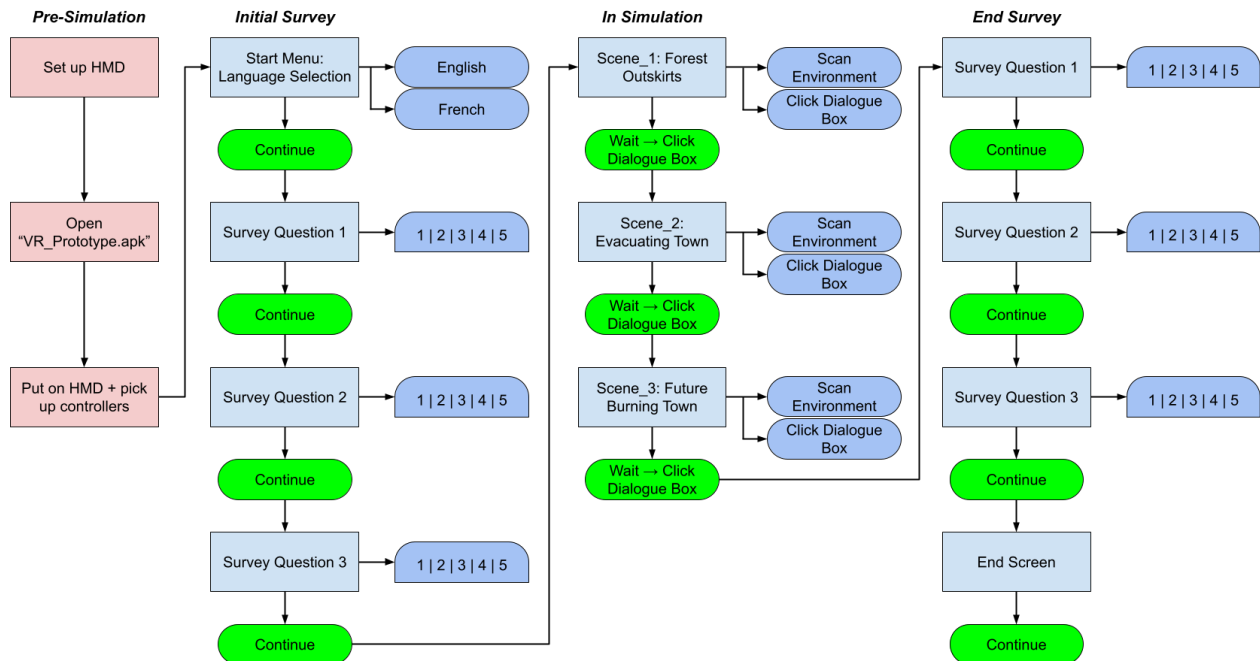 Pre-Simulation
Set up HMD
Open
“VR_Prototype.apk”
Put on HMD + pick
up controllers
Initial Survey
Start Menu:
Language Selection
English
French
Continue
Survey Question 1
1 | 2 | 3 | 4 | 5
Continue
Survey Question 2
1 | 2 | 3 | 4 | 5
Continue
Survey Question 3
1 | 2 | 3 | 4 | 5
Continue
In Simulation
Scene_1: Forest
Outskirts
Scan
Environment
Click Dialogue
Box
Wait → Click
Dialogue Box
Scene_2:
Evacuating Town
Scan
Environment
Click Dialogue
Box
Wait → Click
Dialogue Box
Scene_3: Future
Burning Town
Scan
Environment
Click Dialogue
Box
Wait → Click
Dialogue Box
End Survey
Survey Question 1
1 | 2 | 3 | 4 | 5
Continue
Survey Question 2
1 | 2 | 3 | 4 | 5
Continue
Survey Question 3
1 | 2 | 3 | 4 | 5
Continue
End Screen
Continue